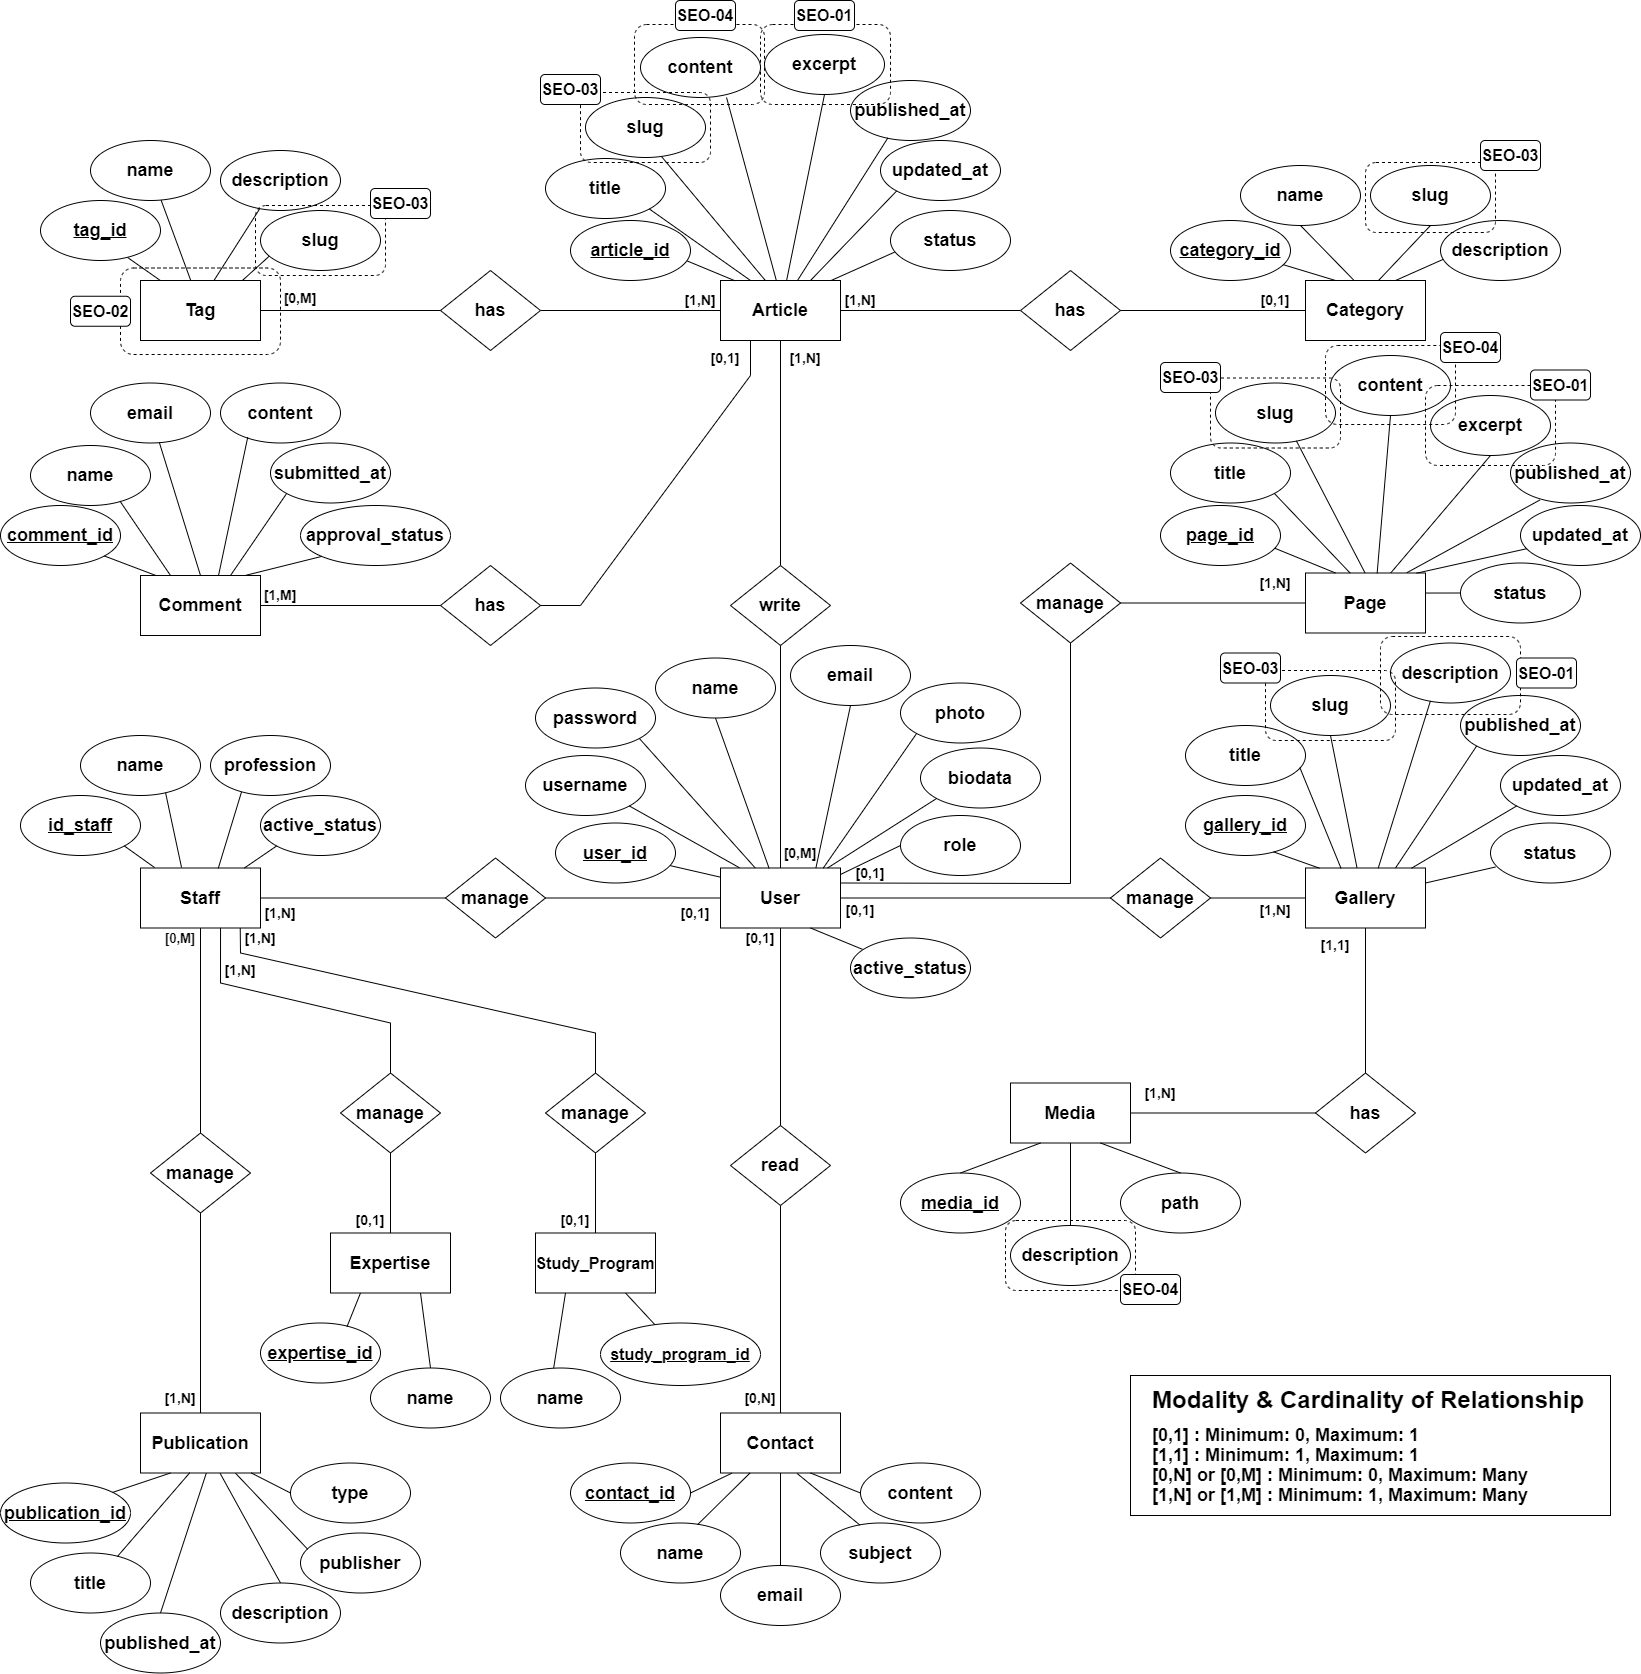 SEO-04
SEO-01
content
excerpt
SEO-03
published_at
slug
title
updated_at
article_id
status
name
description
SEO-03
tag_id
slug
SEO-02
Tag
[0,M]
has
[1,N]
Article
[1,N]
has
[0,1]
Category
SEO-03
name
slug
category_id
description
[0,1]
[1,N]
email
content
name
submitted_at
comment_id
approval_status
Comment
[1,M]
has
write
SEO-04
SEO-03
SEO-01
content
slug
excerpt
title
published_at
page_id
updated_at
manage
[1,N]
Page
status
SEO-03
description
SEO-01
slug
published_at
title
updated_at
gallery_id
status
name
email
password
photo
username
biodata
user_id
role
[0,M]
[0,1]
name
profession
id_staff
active_status
Staff
[1,N]
manage
[0,1]
User
[0,1]
manage
[1,N]
Gallery
[0,M]
[1,N]
[1,N]
[0,1]
active_status
[1,1]
manage
manage
manage
read
Media
[1,N]
has
media_id
path
description
SEO-04
[0,1]
[0,1]
Expertise
Study_Program
expertise_id
study_program_id
name
name
[1,N]
[0,N]
Publication
Contact
type
publication_id
publisher
title
description
published_at
contact_id
content
name
subject
email
Modality & Cardinality of Relationship
[0,1] : Minimum: 0, Maximum: 1
[1,1] : Minimum: 1, Maximum: 1
[0,N] or [0,M] : Minimum: 0, Maximum: Many
[1,N] or [1,M] : Minimum: 1, Maximum: Many